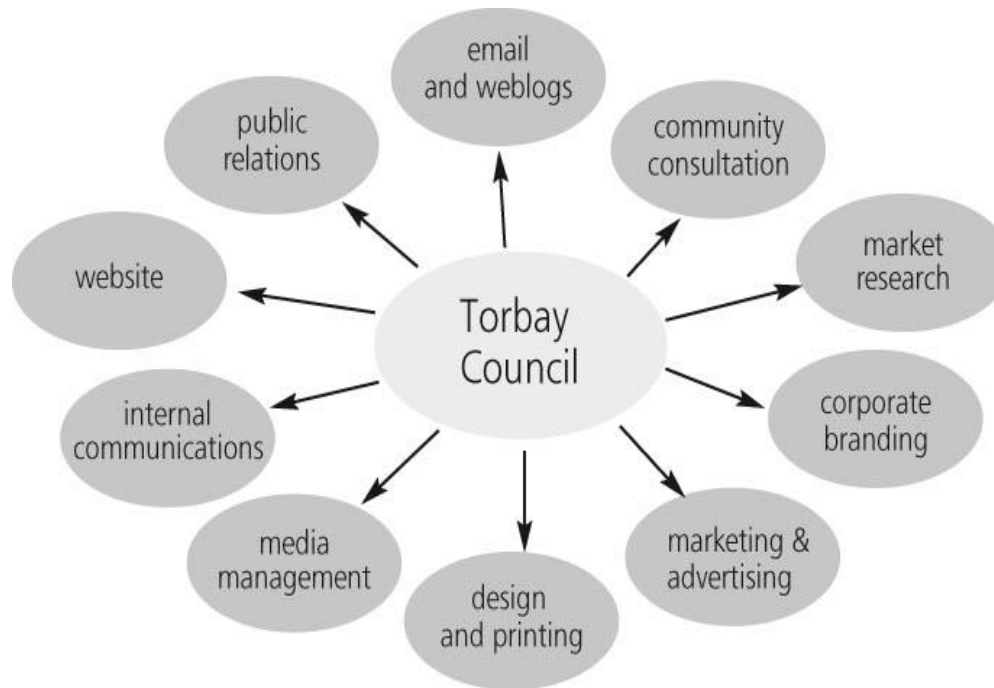 email
and weblogs
public
relations
community
consultation
website
market
research
Torbay
Council
internal
communications
corporate
branding
media
management
marketing &
advertising
design
and printing